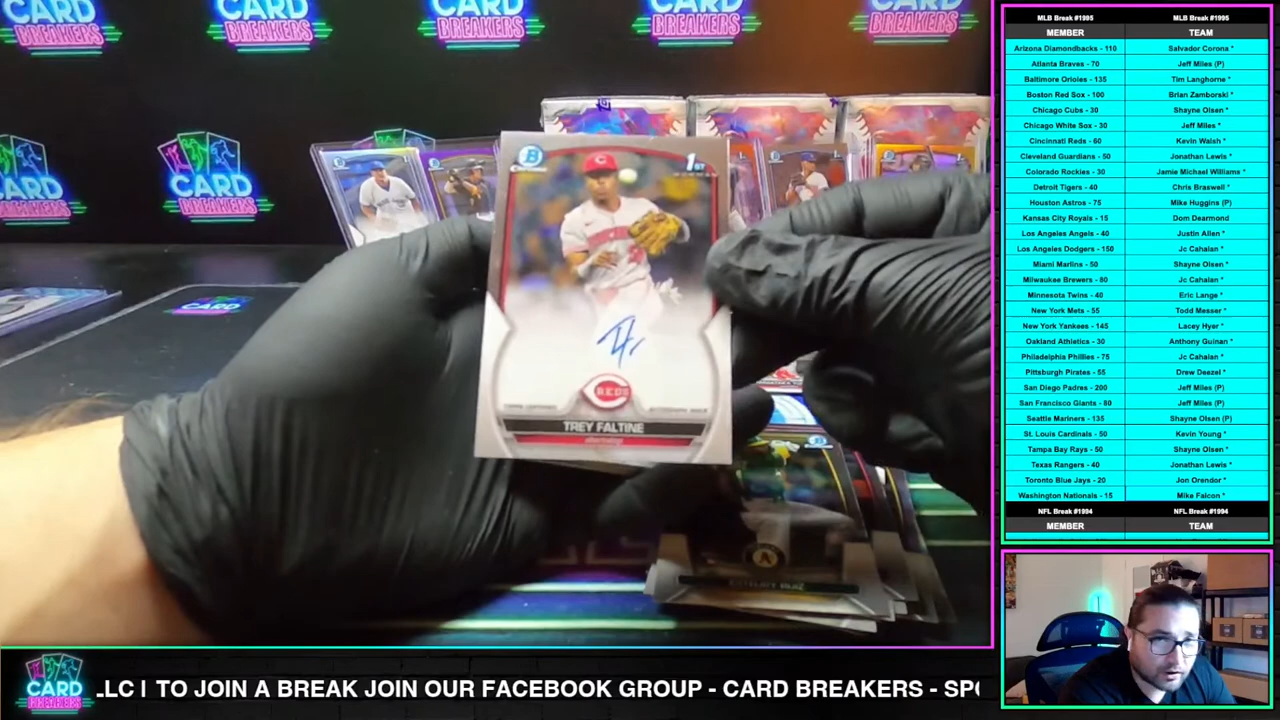 CARD
BREAKERS
CARD
BREAKERS
CARD
BREAKERS
CARD
BREAKERS
CARD
BREAKERS
CARD
BREAKERS
CARD
BREAKERS
CARD
1ST
REDS
TREY FALTINE
MLB Break #1995 MLB Break #1995
MEMBER TEAM
Arizona Diamondbacks - 110 Salvador Corona *
Atlanta Braves - 70 Jeff Miles (P)
Baltimore Orioles - 135 Tim Langhorne *
Boston Red Sox - 100 Brian Zamborski *
Chicago Cubs - 30 Shayne Olsen *
Chicago White Sox - 30 Jeff Miles *
Cincinnati Reds - 60 Kevin Walsh *
Cleveland Guardians - 50 Jonathan Lewis *
Colorado Rockies - 30 Jamie Michael Williams *
Detroit Tigers - 40 Chris Braswell *
Houston Astros - 75 Mike Huggins (P)
Kansas City Royals - 15 Dom Dearmond
Los Angeles Angels - 40 Justin Allen *
Los Angeles Dodgers - 150 Jc Cahalan *
Miami Marlins - 50 Shayne Olsen *
Milwaukee Brewers - 80 Jc Cahalan *
Minnesota Twins - 40 Eric Lange *
New York Mets - 55 Todd Messer *
New York Yankees - 145 Lacey Hyer *
Oakland Athletics - 30 Anthony Guinan *
Philadelphia Phillies - 75 Jc Cahalan *
Pittsburgh Pirates - 55 Drew Deezel *
San Diego Padres - 200 Jeff Miles (P)
San Francisco Giants - 80 Jeff Miles (P)
Seattle Mariners - 135 Shayne Olsen (P)
St. Louis Cardinals - 50 Kevin Young *
Tampa Bay Rays - 50 Shayne Olsen *
Texas Rangers - 40 Jonathan Lewis *
Toronto Blue Jays - 20 Jon Orendor *
Washington Nationals - 15 Mike Falcon *
NFL Break #1994 NFL Break #1994
MEMBER TEAM
CARD
BREAKERS
LLC | TO JOIN A BREAK JOIN OUR FACEBOOK GROUP - CARD BREAKERS - SPO